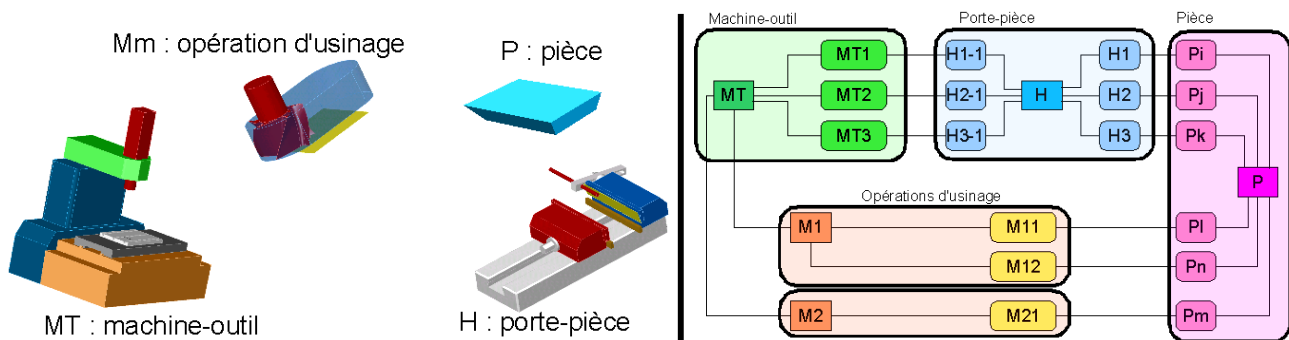 Mm : opération d'usinage
P : pièce
MT : machine-outil
H : porte-pièce
Machine-outil
Porte-pièce
Pièce
MT1
H1-1
H1
Pi
MT
MT2
H2-1
H
H2
Pj
MT3
H3-1
H3
Pk
P
Opérations d'usinage
M1
M11
Pl
M12
Pn
M2
M21
Pm